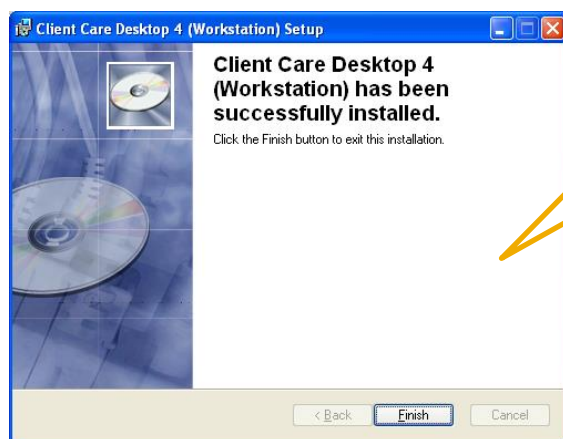 Client Care Desktop 4 (Workstation) Setup
Client Care Desktop 4
(Workstation) has been
successfully installed.
Click the Finish button to exit this installation.
< Back
Finish
Cancel